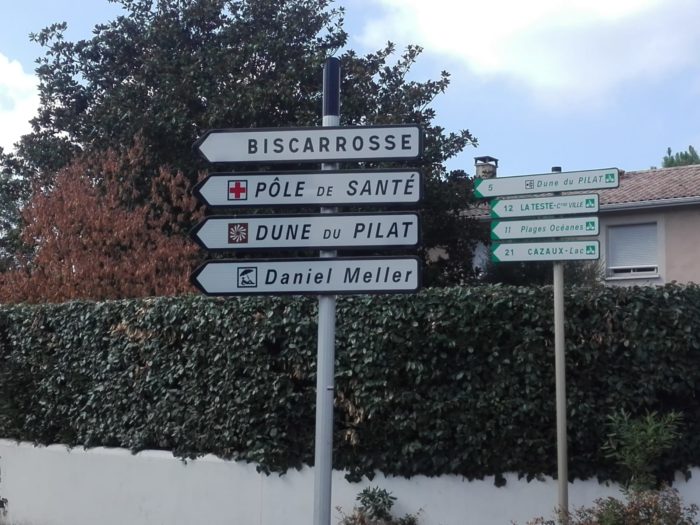 BISCARROSSE
PÔLE DE SANTÉ
DUNE DU PILAT
Daniel Meller
5 Dune du PILAT
12 LA TESTE-Ctre VILLE
11 Plages Océanes
21 CAZAUX-Lac